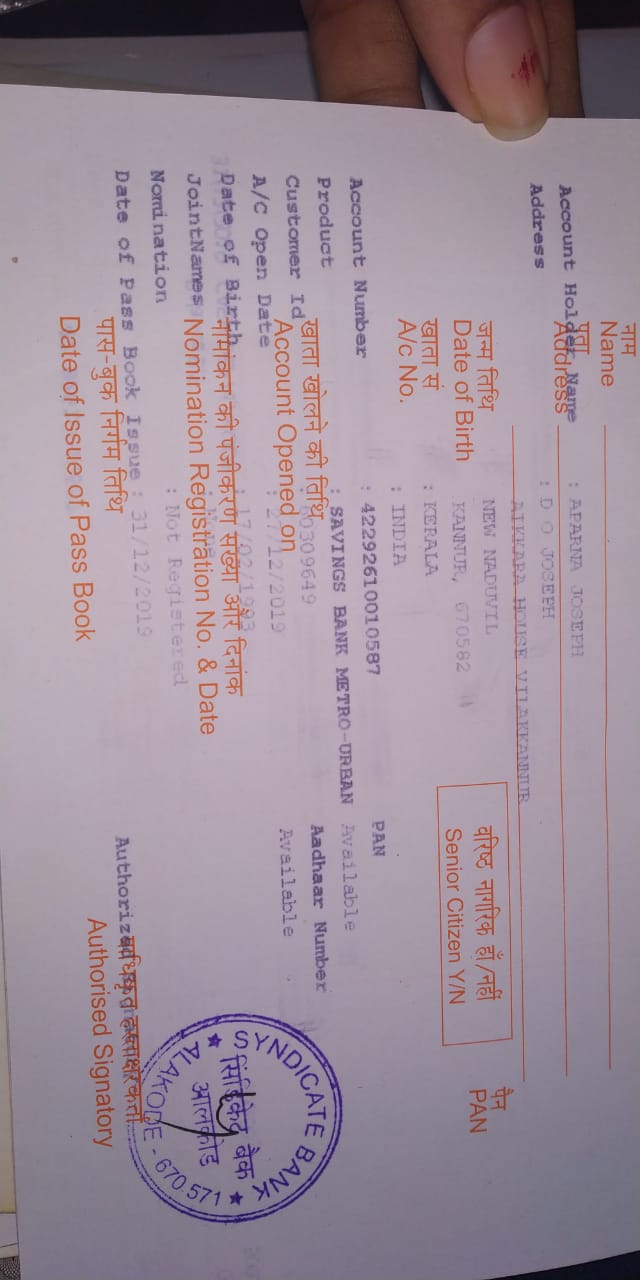 नाम
Name
Account Holder Name : APARNA JOSEPH
पता
Address
Address : D O JOSEPH
AIKKARA HOUSE VILAKKANNUR
NEW NADUVIL
जन्म तिथि
Date of Birth
KANNUR, 670582
: KERALA
: INDIA
वरिष्ठ नागरिक हाँ/नहीं
Senior Citizen Y/N
पैन
PAN
खाता सं
A/c No.
Account Number : 42292610010587 PAN
Product : SAVINGS BANK METRO-URBAN Available
Customer Id : 60309649 Aadhaar Number
खाता खोलने की तिथि
Account Opened on
A/C Open Date : 27/12/2019 Available
Date of Birth : 17/02/1993
नामांकन की पंजीकरण संख्या और दिनांक
JointNames
Nomination Registration No. & Date
Nomination : Not Registered
Date of Pass Book Issue : 31/12/2019
पास-बुक निर्गम तिथि
Date of Issue of Pass Book
Authorized
Authorised Signatory
SYNDICATE BANK
सिंडिकेट बैंक
आलकोड
ALAKODE - 670 571